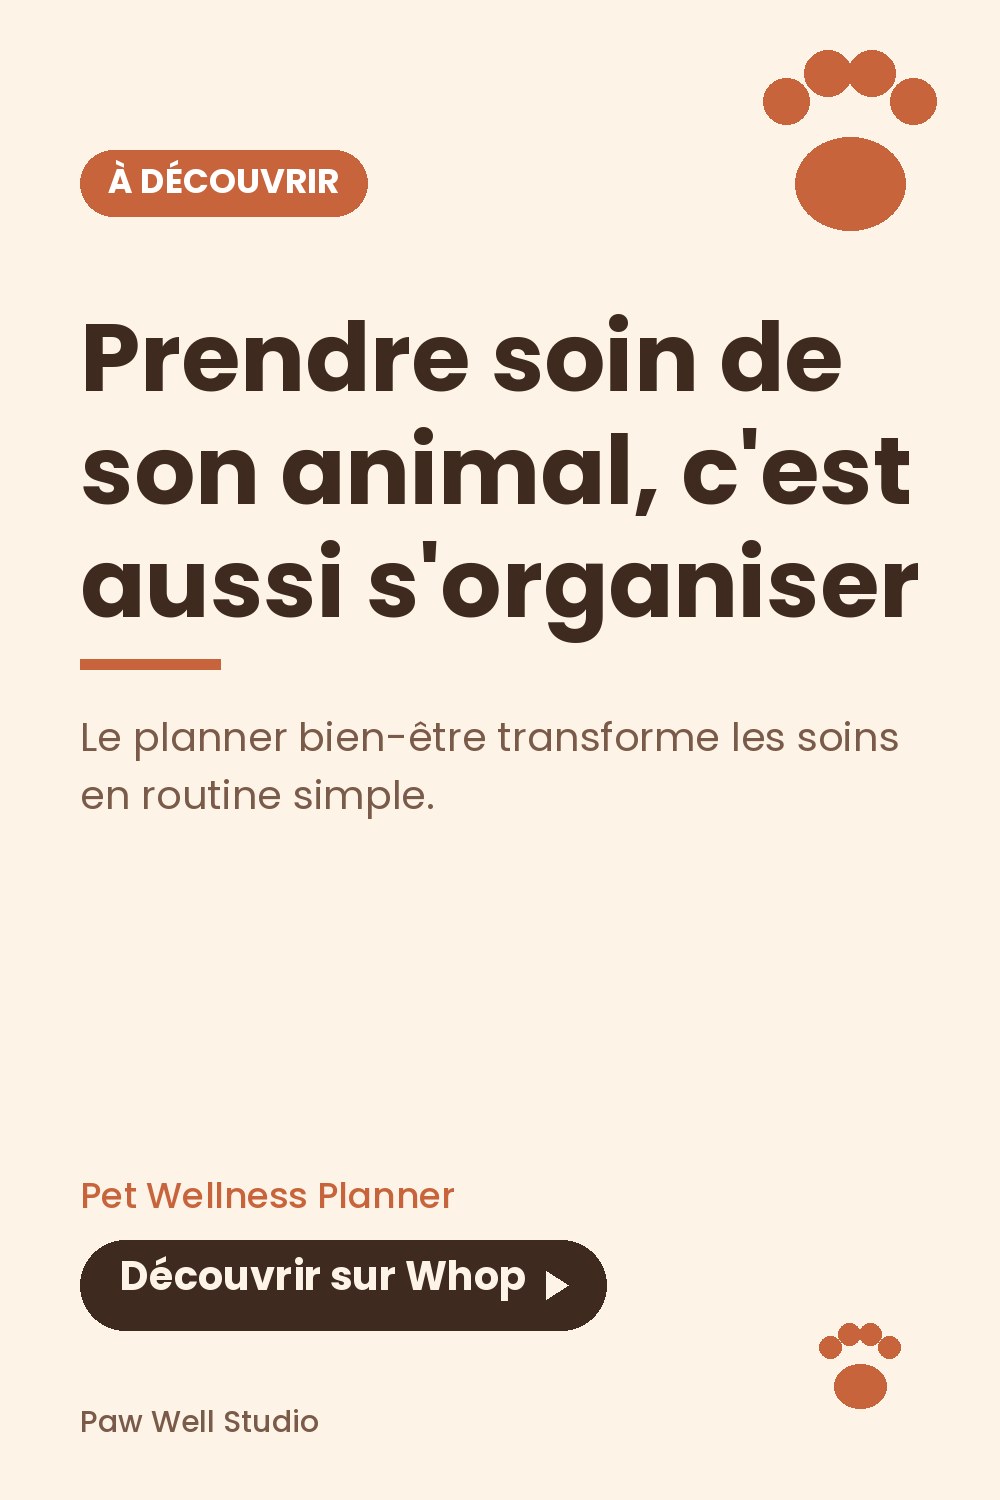 À DÉCOUVRIR
Prendre soin de
son animal, c'est
aussi s'organiser
Le planner bien-être transforme les soins
en routine simple.
Pet Wellness Planner
Découvrir sur Whop
Paw Well Studio